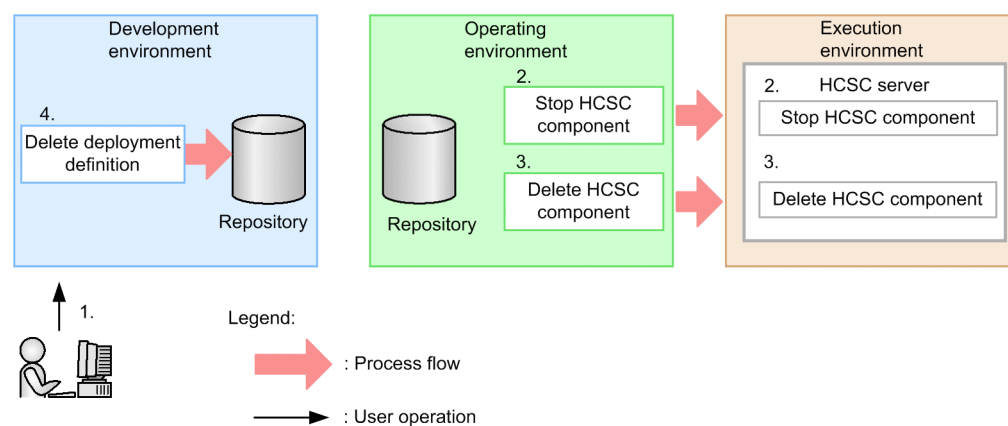 Development
environment
4.
Delete deployment
definition
Repository
Operating
environment
2.
Stop HCSC
component
3.
Delete HCSC
component
Repository
Execution
environment
2.
HCSC server
Stop HCSC component
3.
Delete HCSC component
1.
Legend:
: Process flow
: User operation